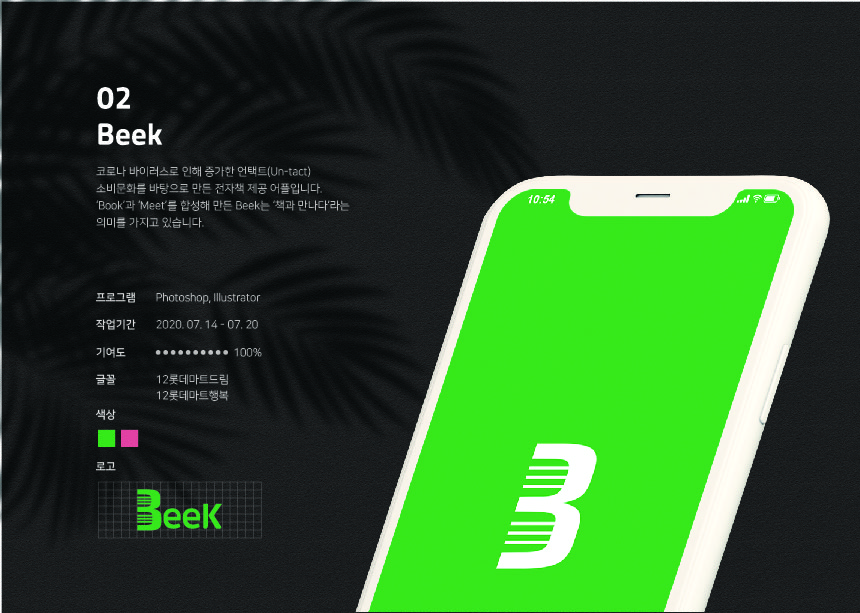 02
Beek
코로나 바이러스로 인해 증가한 언택트(Un-tact)
소비문화를 바탕으로 만든 전자책 제공 어플입니다.
‘Book’과 ‘Meet’를 합성해 만든 Beek는 ‘책과 만나다’라는
의미를 가지고 있습니다.
프로그램 Photoshop, Illustrator
작업기간 2020. 07. 14 - 07. 20
기여도 ●●●●●●●●●● 100%
글꼴 12롯데마트드림
12롯데마트행복
색상
로고
BeeK
10:54
B